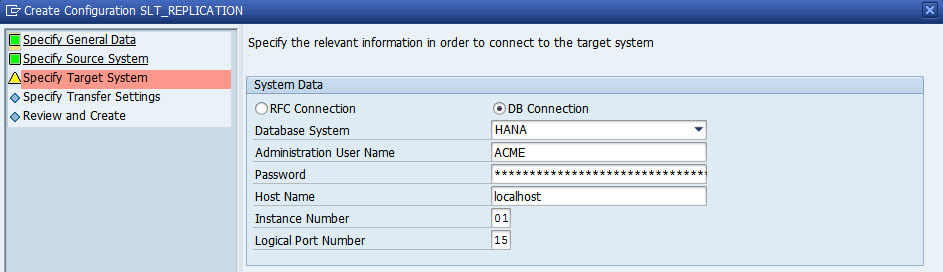 Create Configuration SLT_REPLICATION
Specify General Data
Specify Source System
Specify Target System
Specify Transfer Settings
Review and Create
Specify the relevant information in order to connect to the target system
System Data
RFC Connection DB Connection
Database System HANA
Administration User Name ACME
Password ******************************
Host Name localhost
Instance Number 01
Logical Port Number 15